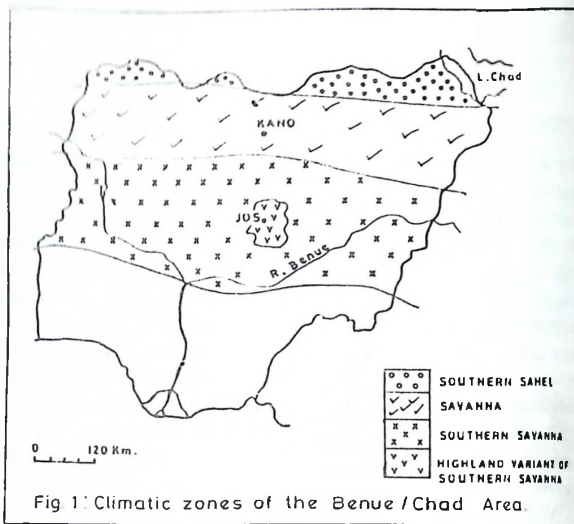 L. Chad
KANO
JOS
R. Benue
0 120 Km.
SOUTHERN SAHEL
SAVANNA
SOUTHERN SAVANNA
HIGHLAND VARIANT OF
SOUTHERN SAVANNA
Fig 1: Climatic zones of the Benue / Chad Area.